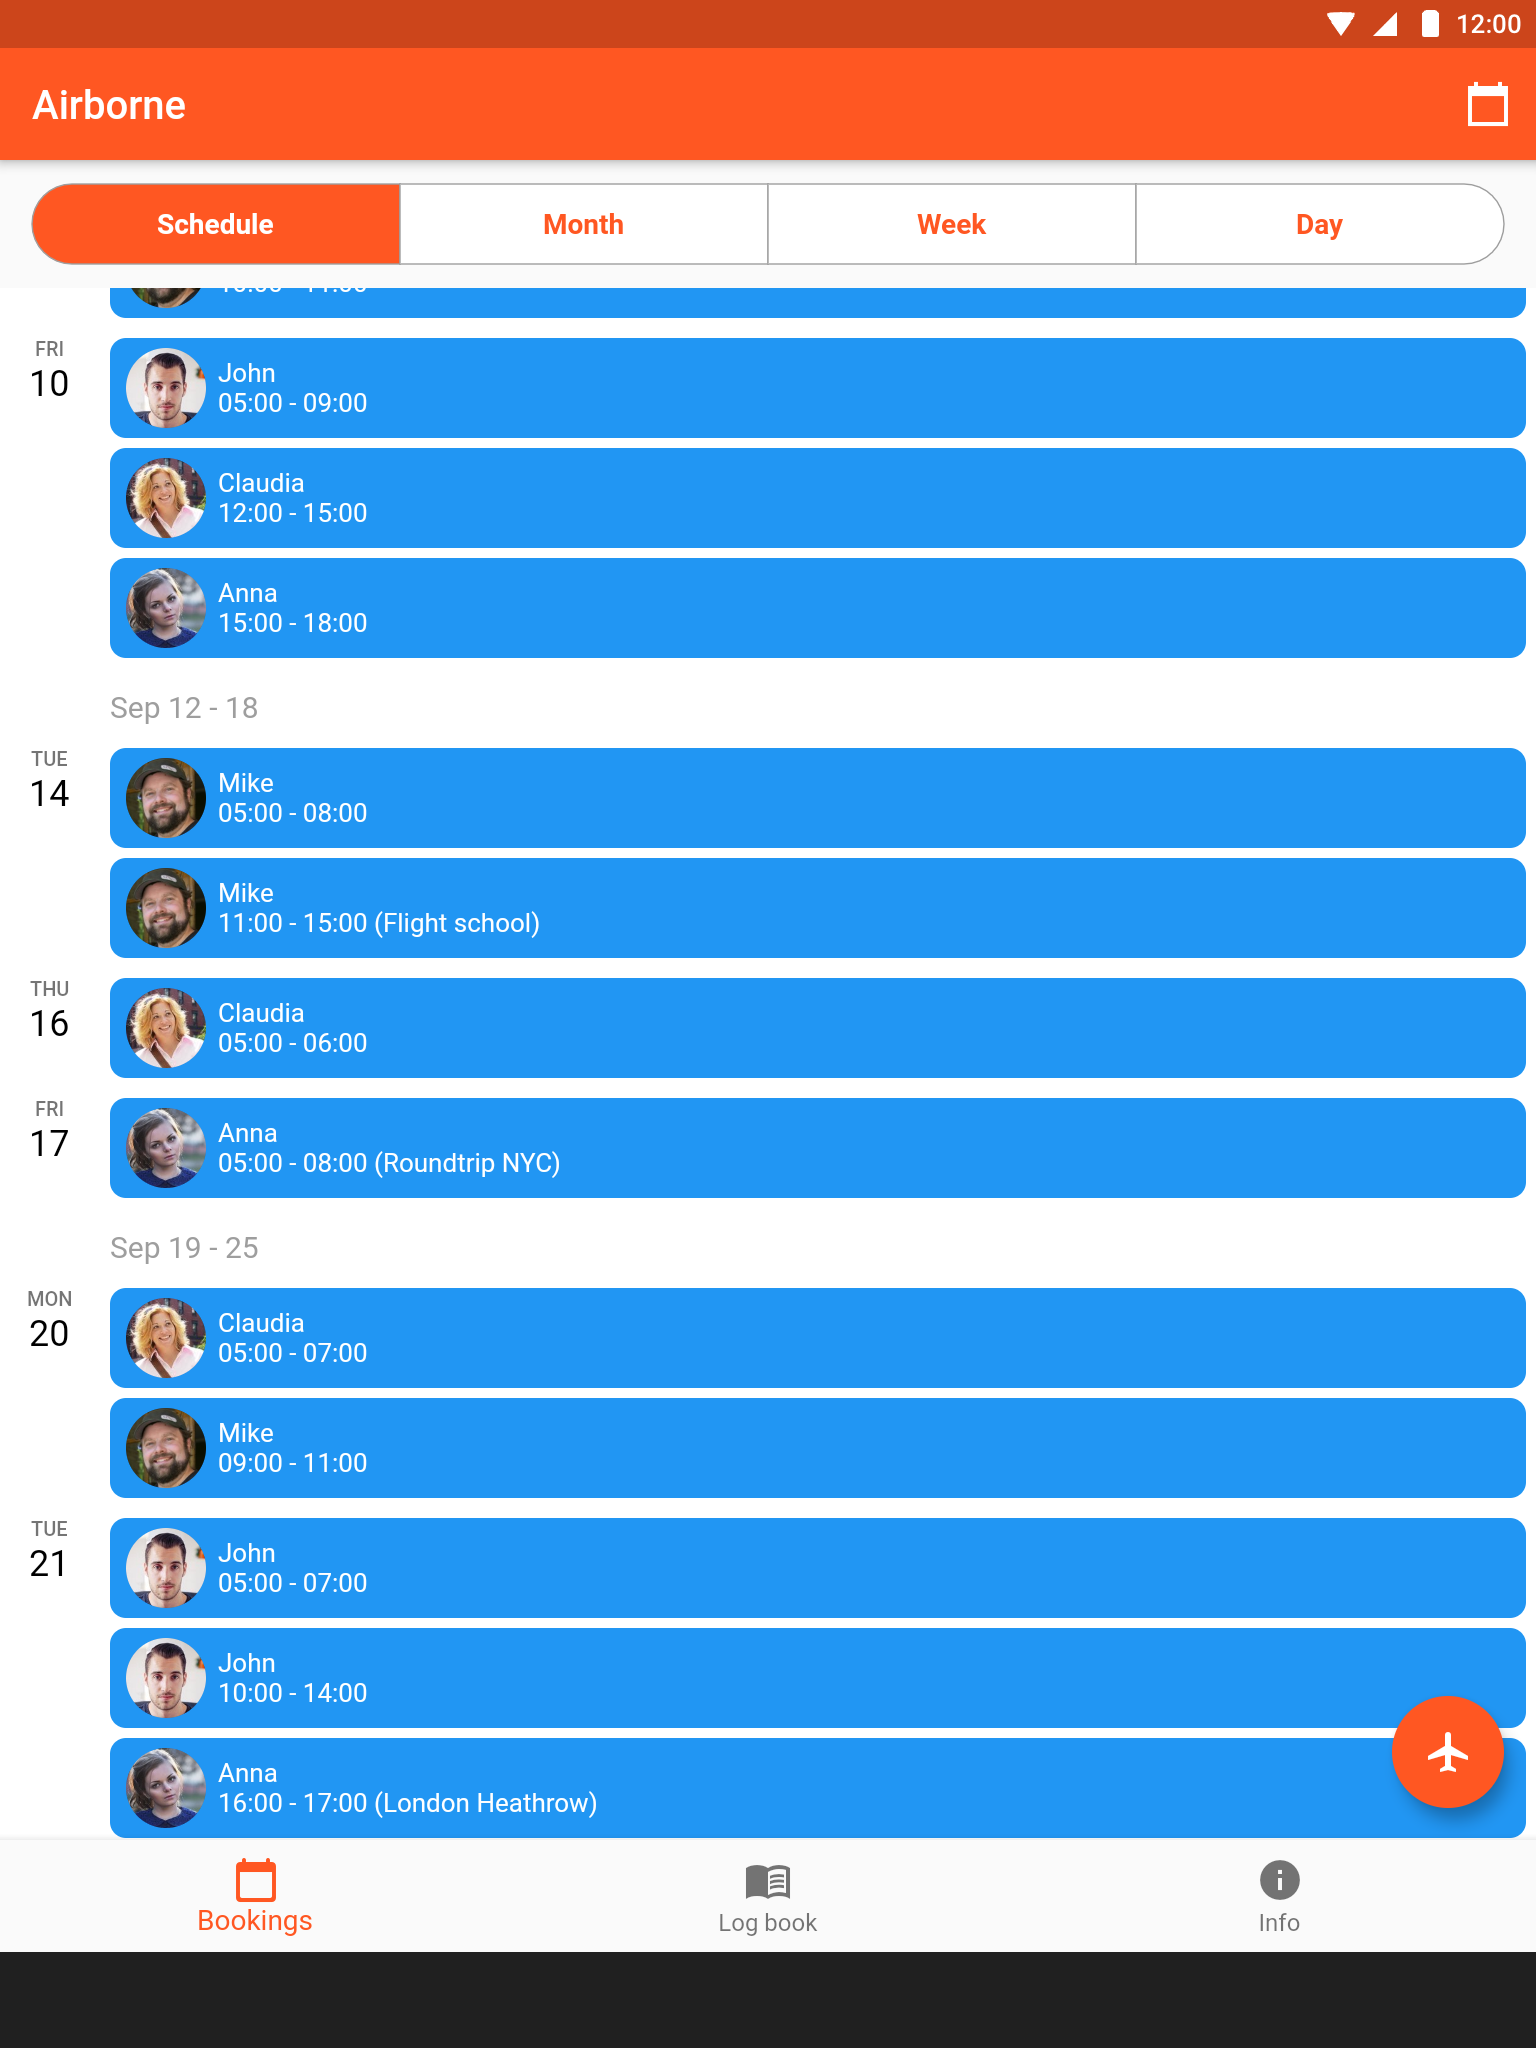 12:00
Airborne
Schedule
Month
Week
Day
FRI
10
John
05:00 - 09:00
Claudia
12:00 - 15:00
Anna
15:00 - 18:00
Sep 12 - 18
TUE
14
Mike
05:00 - 08:00
Mike
11:00 - 15:00 (Flight school)
THU
16
Claudia
05:00 - 06:00
FRI
17
Anna
05:00 - 08:00 (Roundtrip NYC)
Sep 19 - 25
MON
20
Claudia
05:00 - 07:00
Mike
09:00 - 11:00
TUE
21
John
05:00 - 07:00
John
10:00 - 14:00
Anna
16:00 - 17:00 (London Heathrow)
Bookings
Log book
Info